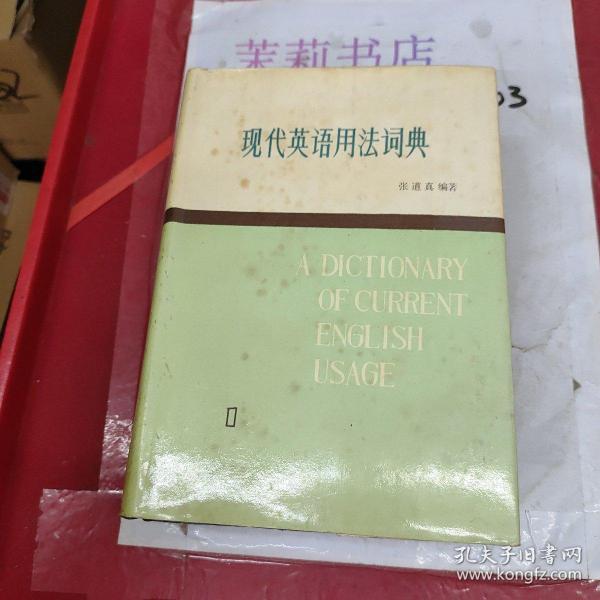 茉莉书店
03
现代英语用法词典
张道真 编著
A DICTIONARY
OF CURRENT
ENGLISH
USAGE
孔夫子旧书网
www.kongfz.com